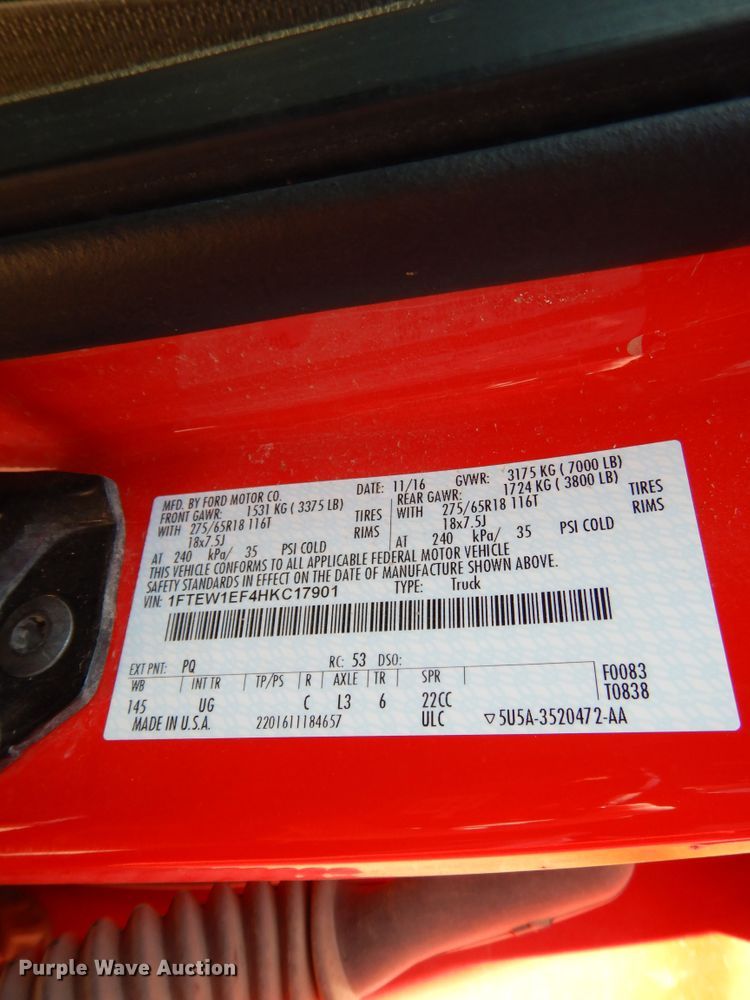 MFD. BY FORD MOTOR CO. DATE: 11/16 GVWR: 3175 KG ( 7000 LB)
FRONT GAWR: 1531 KG ( 3375 LB) REAR GAWR: 1724 KG ( 3800 LB)
WITH 275/65R18 116T TIRES WITH 275/65R18 116T TIRES
18x7.5J RIMS 18x7.5J RIMS
AT 240 kPa/ 35 PSI COLD AT 240 kPa/ 35 PSI COLD
THIS VEHICLE CONFORMS TO ALL APPLICABLE FEDERAL MOTOR VEHICLE
SAFETY STANDARDS IN EFFECT ON THE DATE OF MANUFACTURE SHOWN ABOVE.
VIN: 1FTEW1EF4HKC17901 TYPE: Truck
EXT PNT: PQ RC: 53 DSO:
WB INT TR TP/PS R AXLE TR SPR F0083
145 UG C L3 6 22CC T0838
MADE IN U.S.A. 2201611184657 ULC ▽5U5A-3520472-AA
Purple Wave Auction